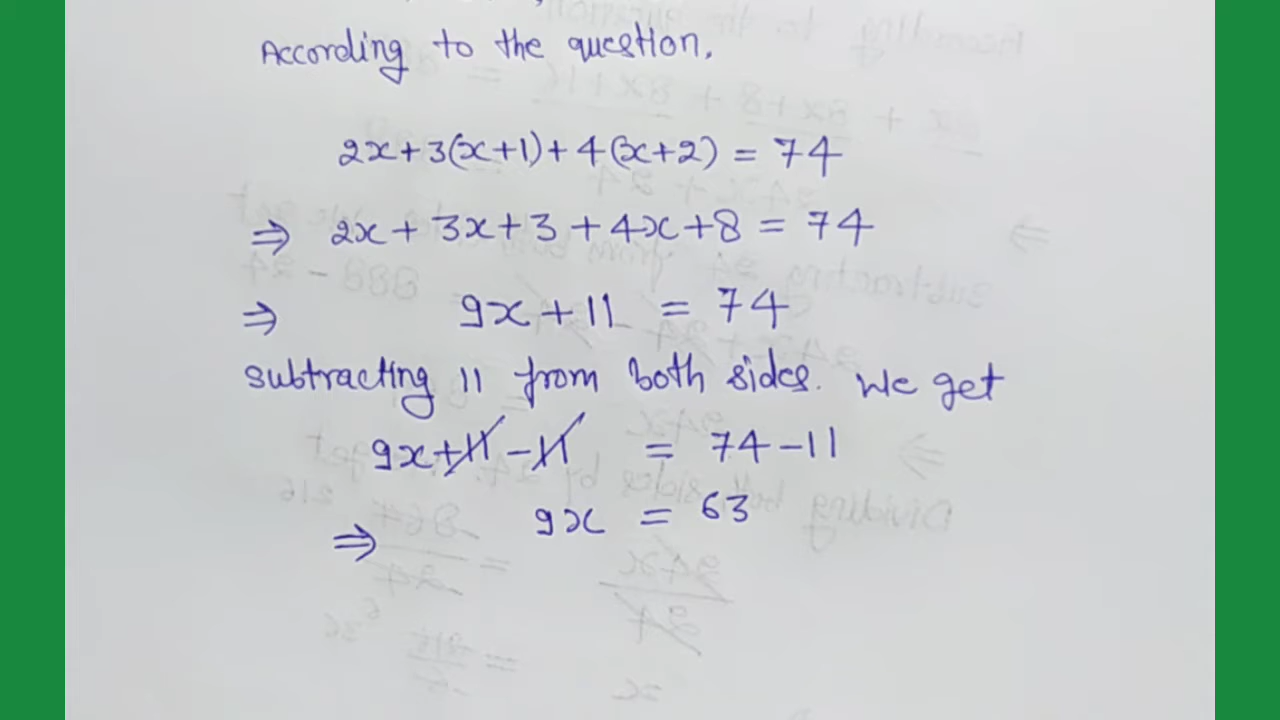 According to the question,
2x+3(x+1)+4(x+2) = 74
⇒ 2x+3x+3+4x+8 = 74
⇒ 9x+11 = 74
subtracting 11 from both sides. We get
9x+11-11 = 74-11
⇒ 9x = 63